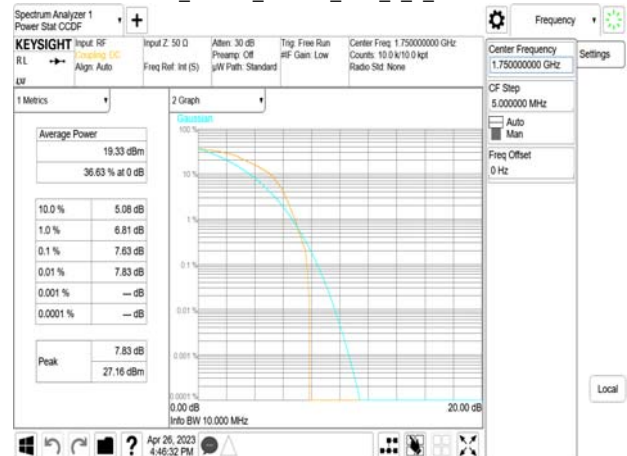 Spectrum Analyzer 1
Power Stat CCDF
Frequency
KEYSIGHT
RL
Input: RF
Coupling: DC
Align: Auto
Input Z: 50 Ω
Freq Ref: Int (S)
Atten: 30 dB
Preamp: Off
µW Path: Standard
Trig: Free Run
#IF Gain: Low
Center Freq: 1.750000000 GHz
Counts: 10.0 k/10.0 kpt
Radio Std: None
Center Frequency
1.750000000 GHz
Settings
CF Step
5.000000 MHz
Auto
Man
Freq Offset
0 Hz
1 Metrics
2 Graph
Average Power
19.33 dBm
36.63 % at 0 dB
10.0 % 5.08 dB
1.0 % 6.81 dB
0.1 % 7.63 dB
0.01 % 7.83 dB
0.001 % --- dB
0.0001 % --- dB
Peak
7.83 dB
27.16 dBm
Gaussian
100 %
10 %
1 %
0.1 %
0.01 %
0.001 %
0.0001 %
0.00 dB 20.00 dB
Info BW 10.000 MHz
Local
?
Apr 26, 2023
4:46:32 PM